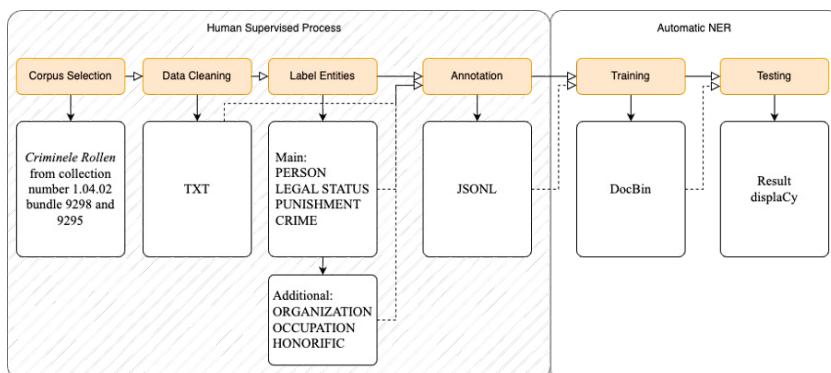 Human Supervised Process
Automatic NER
Corpus Selection
Data Cleaning
Label Entities
Annotation
Training
Testing
Criminele Rollen
from collection
number 1.04.02
bundle 9298 and
9295
TXT
Main:
PERSON
LEGAL STATUS
PUNISHMENT
CRIME
JSONL
DocBin
Result
displaCy
Additional:
ORGANIZATION
OCCUPATION
HONORIFIC